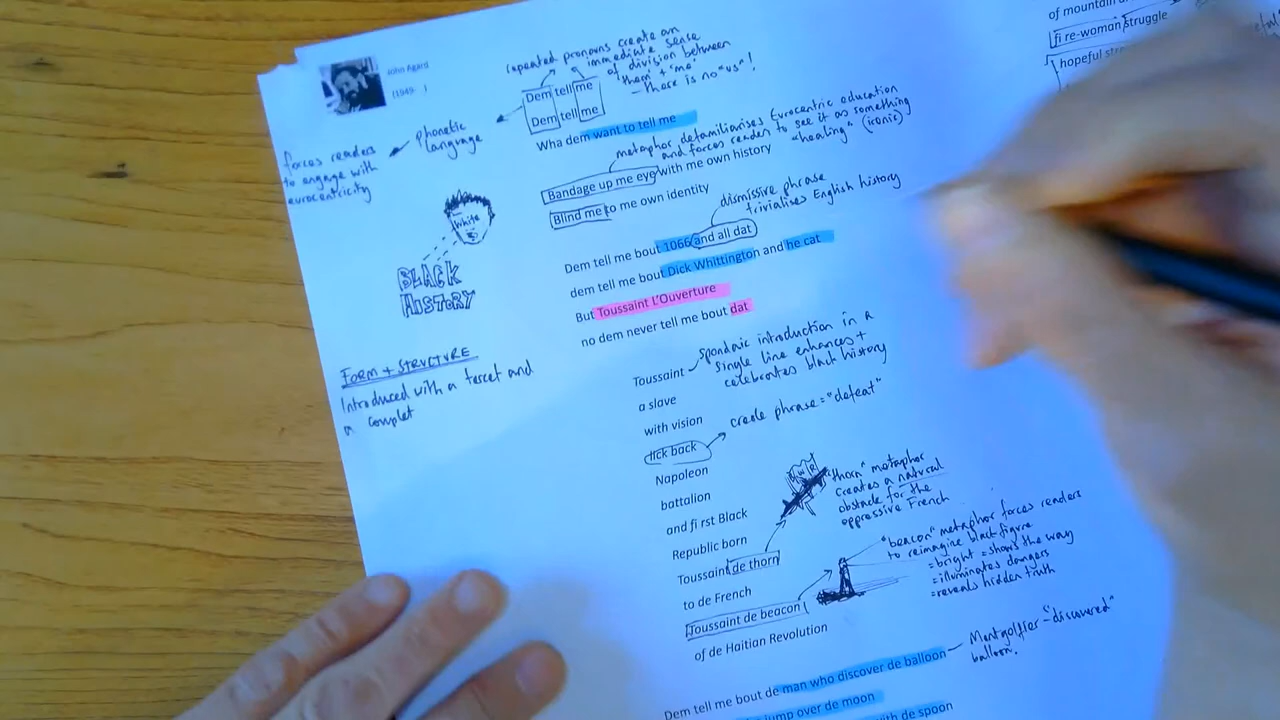 John Agard
(1949- )
repeated pronouns create an
immediate sense
of division between
"them" + "me"
- there is no "us"!
Dem tell me
Dem tell me
Wha dem want to tell me
phonetic
language
forces readers
to engage with
eurocentricity
metaphor defamiliarises Eurocentric education
and forces reader to see it as something
"healing" (ironic)
Bandage up me eye with me own history
Blind me to me own identity
dismissive phrase
trivialises English history
White
BLACK
HISTORY
Dem tell me bout 1066 and all dat
dem tell me bout Dick Whittington and he cat
But Toussaint L'Ouverture
no dem never tell me bout dat
FORM + STRUCTURE
Introduced with a tercet and
a couplet
Toussaint
spondaic introduction in a
single line enhances +
celebrates black history
a slave
with vision
lick back
creole phrase = "defeat"
Napoleon
battalion
and fi rst Black
Republic born
Toussaint de thorn
"thorn" metaphor
creates a natural
obstacle for the
oppressive French
to de French
Toussaint de beacon
"beacon" metaphor forces readers
to reimagine black figure
= bright = shows the way
= illuminates dangers
= reveals hidden truth
of de Haitian Revolution
Dem tell me bout de man who discover de balloon
Montgolfier - "discovered"
balloon.
jump over de moon
with de spoon
of mountain
fi re-woman struggle
hopeful